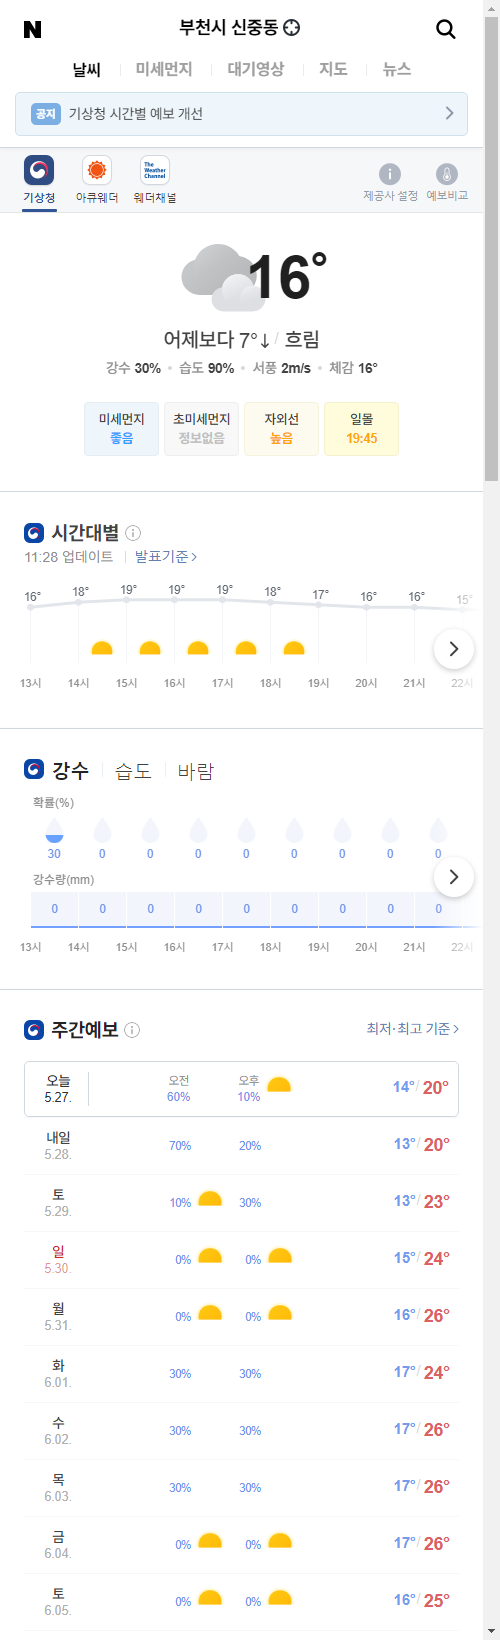 N 부천시 신중동
날씨 미세먼지 대기영상 지도 뉴스
공지 기상청 시간별 예보 개선
The
Weather
Channel
기상청 아큐웨더 웨더채널 제공사 설정 예보비교
16°
어제보다 7°↓ / 흐림
강수 30% • 습도 90% • 서풍 2m/s • 체감 16°
미세먼지 초미세먼지 자외선 일몰
좋음 정보없음 높음 19:45
시간대별
11:28 업데이트 발표기준 >
16° 18° 19° 19° 19° 18° 17° 16° 16° 15°
13시 14시 15시 16시 17시 18시 19시 20시 21시 22시
강수 습도 바람
확률(%)
30 0 0 0 0 0 0 0 0
강수량(mm)
0 0 0 0 0 0 0 0 0
13시 14시 15시 16시 17시 18시 19시 20시 21시 22시
주간예보 최저·최고 기준 >
오늘 오전 오후
5.27. 60% 10% 14°/ 20°
내일
5.28. 70% 20% 13°/ 20°
토
5.29. 10% 30% 13°/ 23°
일
5.30. 0% 0% 15°/ 24°
월
5.31. 0% 0% 16°/ 26°
화
6.01. 30% 30% 17°/ 24°
수
6.02. 30% 30% 17°/ 26°
목
6.03. 30% 30% 17°/ 26°
금
6.04. 0% 0% 17°/ 26°
토
6.05. 0% 0% 16°/ 25°